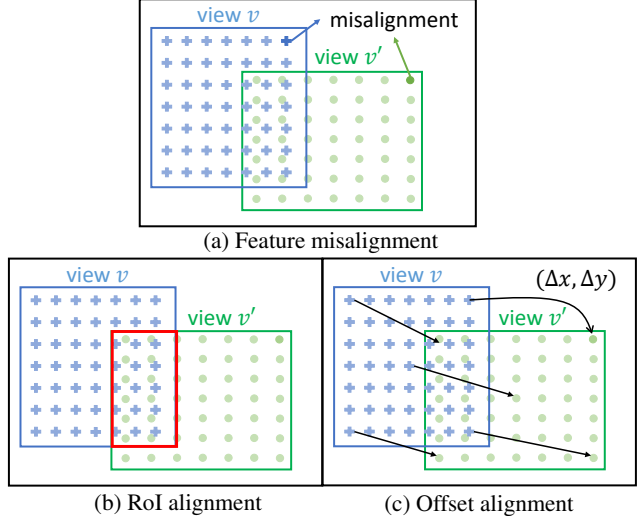 view v
misalignment
view v′
(a) Feature misalignment
view v
view v′
(b) RoI alignment
view v
(Δx, Δy)
view v′
(c) Offset alignment